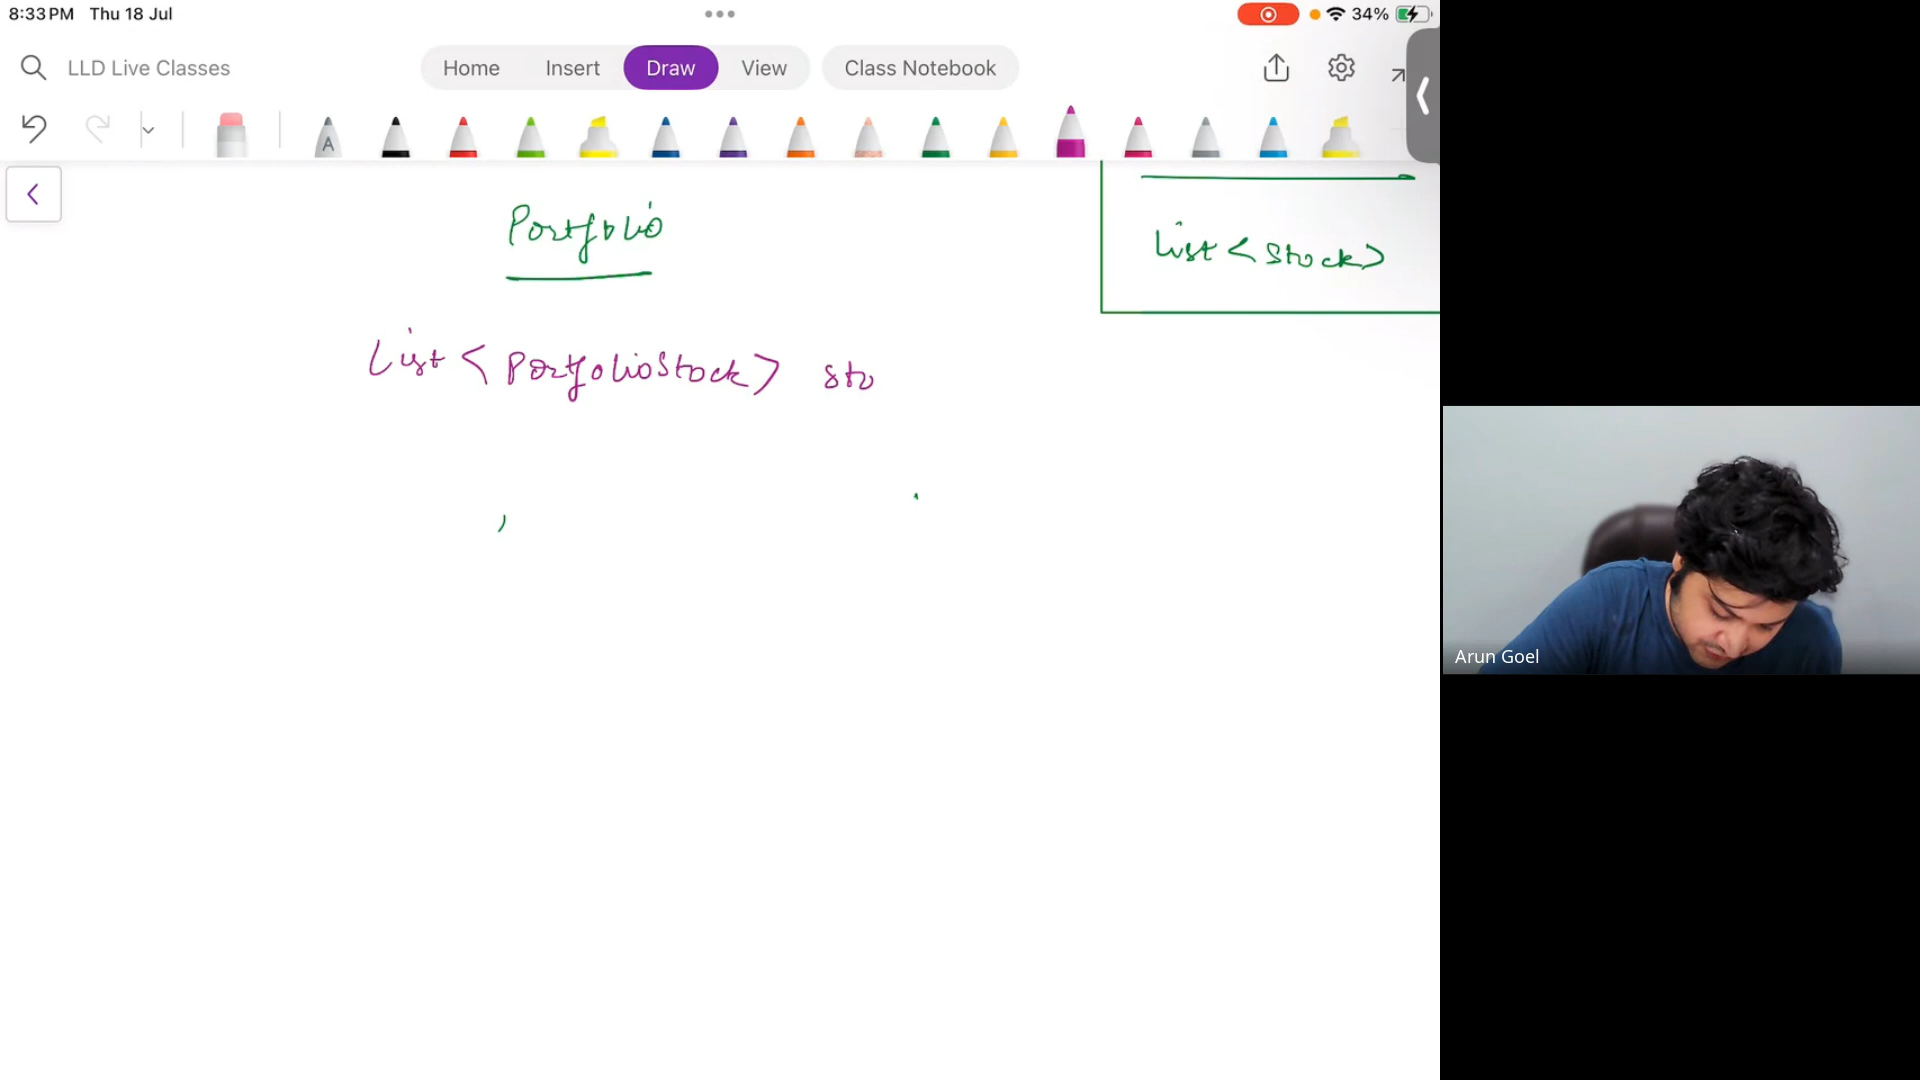 8:33 PM Thu 18 Jul
34%
LLD Live Classes
Home Insert Draw View Class Notebook
A
Portfolio
List < Stock >
List < PortfolioStock > sto
Arun Goel